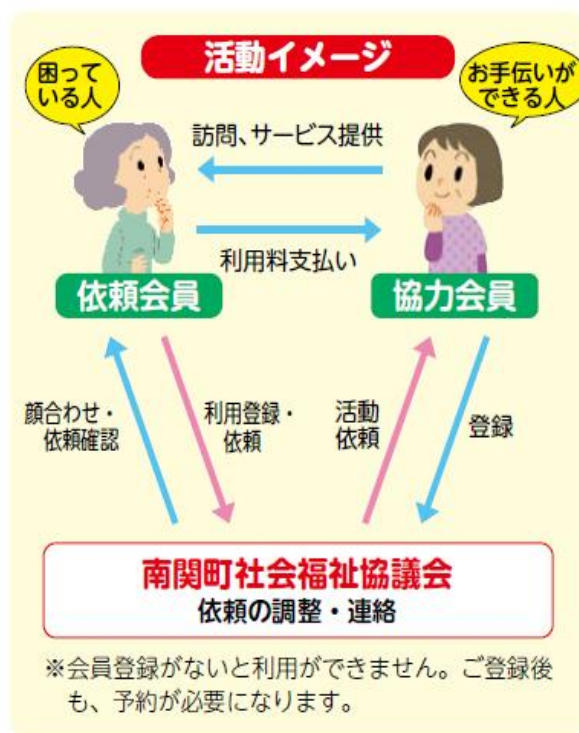 活動イメージ
困って
いる人
お手伝いが
できる人
訪問、サービス提供
利用料支払い
依頼会員
協力会員
顔合わせ・
依頼確認
利用登録・
依頼
活動
依頼
登録
南関町社会福祉協議会
依頼の調整・連絡
※会員登録がないと利用ができません。ご登録後
も、予約が必要になります。